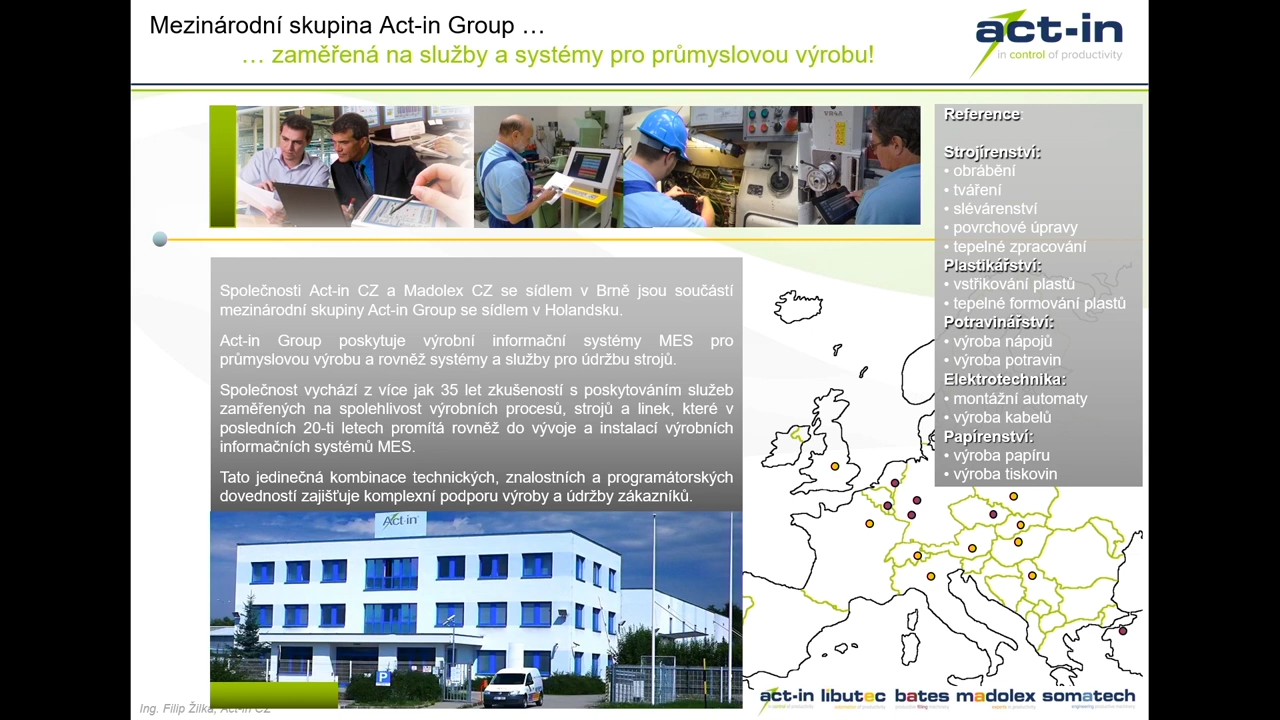 Mezinárodní skupina Act-in Group …
… zaměřená na služby a systémy pro průmyslovou výrobu!
act-in
in control of productivity
Reference:
Strojírenství:
• obrábění
• tváření
• slévárenství
• povrchové úpravy
• tepelné zpracování
Plastikářství:
• vstřikování plastů
• tepelné formování plastů
Potravinářství:
• výroba nápojů
• výroba potravin
Elektrotechnika:
• montážní automaty
• výroba kabelů
Papírenství:
• výroba papíru
• výroba tiskovin
Společnosti Act-in CZ a Madolex CZ se sídlem v Brně jsou součástí
mezinárodní skupiny Act-in Group se sídlem v Holandsku.
Act-in Group poskytuje výrobní informační systémy MES pro
průmyslovou výrobu a rovněž systémy a služby pro údržbu strojů.
Společnost vychází z více jak 35 let zkušeností s poskytováním služeb
zaměřených na spolehlivost výrobních procesů, strojů a linek, které v
posledních 20-ti letech promítá rovněž do vývoje a instalací výrobních
informačních systémů MES.
Tato jedinečná kombinace technických, znalostních a programátorských
dovedností zajišťuje komplexní podporu výroby a údržby zákazníků.
Act-in
P
act-in libutec bates madolex somatech
Ing. Filip Žilka, Act-in CZ